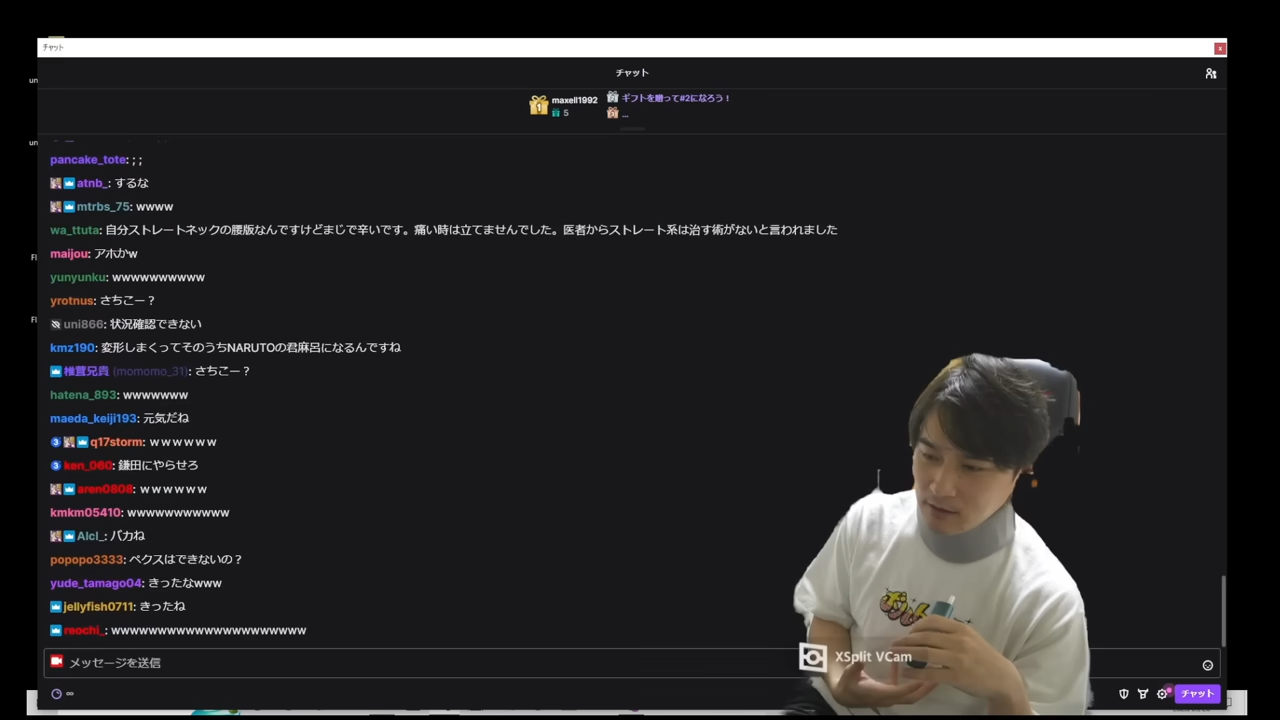 チャット
チャット
maxell1992
5
ギフトを贈って#2になろう！
...
un
un
Fl
Fl
pancake_tote: ; ;
atnb_: するな
mtrbs_75: wwww
wa_ttuta: 自分ストレートネックの腰版なんですけどまじで辛いです。痛い時は立てませんでした。医者からストレート系は治す術がないと言われました
maijou: アホかw
yunyunku: wwwwwwwwww
yrotnus: さちこー？
uni866: 状況確認できない
kmz190: 変形しまくってそのうちNARUTOの君麻呂になるんですね
椎茸兄貴 (momomo_31): さちこー？
hatena_893: wwwwwww
maeda_keiji193: 元気だね
q17storm: ｗｗｗｗｗｗ
ken_060: 鎌田にやらせろ
aren0808: ｗｗｗｗｗｗ
kmkm05410: wwwwwwwwwww
Alcl_: バカね
popopo3333: ペクスはできないの？
yude_tamago04: きったなwww
jellyfish0711: きったね
reochi_: wwwwwwwwwwwwwwwwwwwww
XSplit VCam
メッセージを送信
∞
チャット